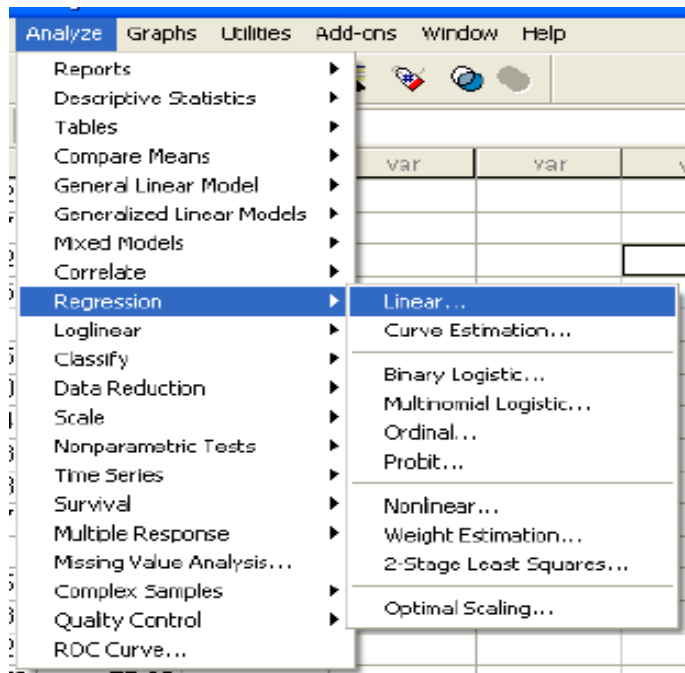 Analyze Graphs Utilities Add-ons Window Help
Reports
Descriptive Statistics
Tables
Compare Means
var var
General Linear Model
Generalized Linear Models
Mixed Models
Correlate
Regression
Loglinear
Classify
Data Reduction
Scale
Nonparametric Tests
Time Series
Survival
Multiple Response
Missing Value Analysis...
Complex Samples
Quality Control
ROC Curve...
Linear...
Curve Estimation...
Binary Logistic...
Multinomial Logistic...
Ordinal...
Probit...
Nonlinear...
Weight Estimation...
2-Stage Least Squares...
Optimal Scaling...